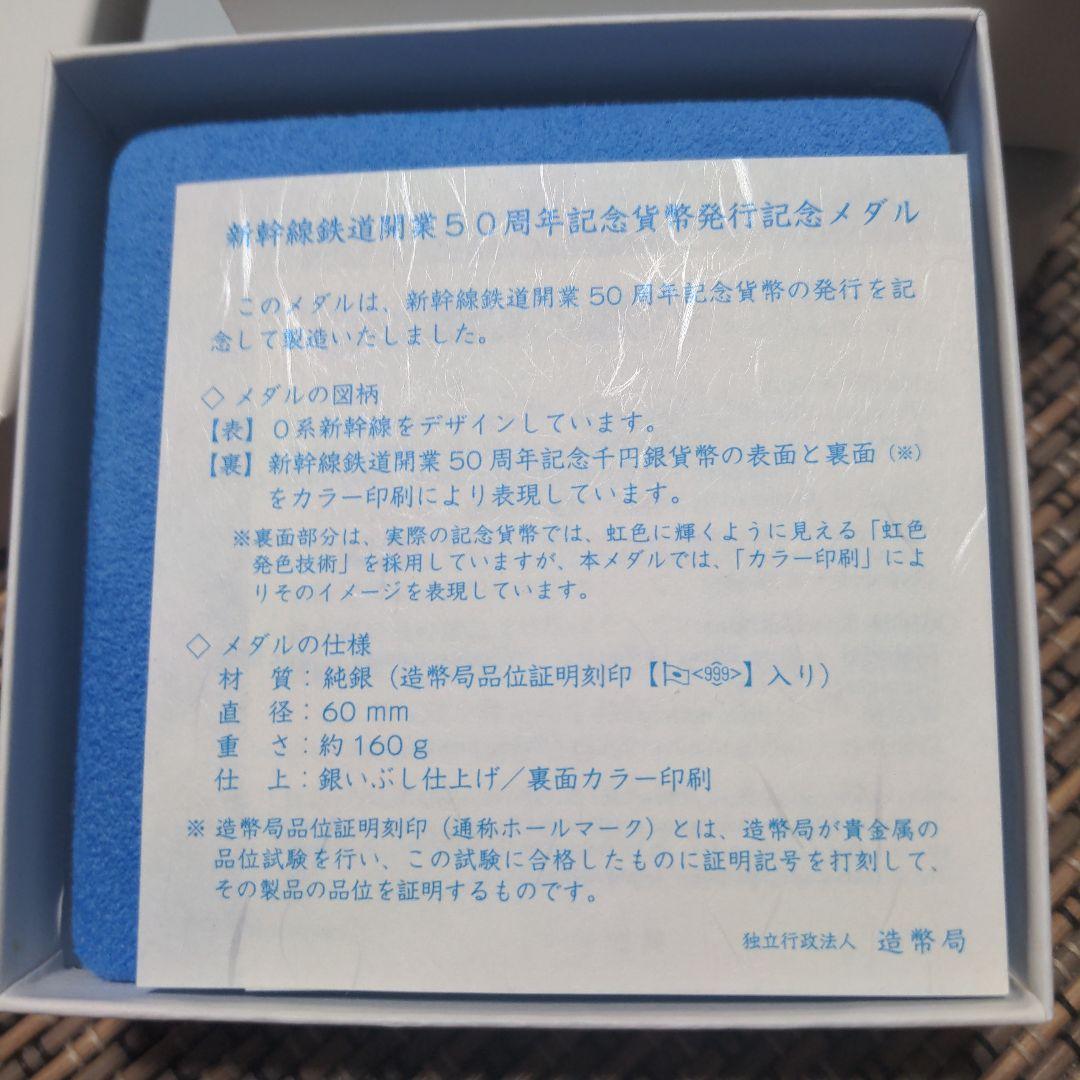 新幹線鉄道開業50周年記念貨幣発行記念メダル
このメダルは、新幹線鉄道開業50周年記念貨幣の発行を記
念して製造いたしました。
◇ メダルの図柄
【表】0系新幹線をデザインしています。
【裏】新幹線鉄道開業50周年記念千円銀貨幣の表面と裏面(※)
をカラー印刷により表現しています。
※裏面部分は、実際の記念貨幣では、虹色に輝くように見える「虹色
発色技術」を採用していますが、本メダルでは、「カラー印刷」によ
りそのイメージを表現しています。
◇ メダルの仕様
材 質:純銀(造幣局品位証明刻印【<999>】入り)
直 径:60 mm
重 さ:約160 g
仕 上:銀いぶし仕上げ/裏面カラー印刷
※ 造幣局品位証明刻印(通称ホールマーク)とは、造幣局が貴金属の
品位試験を行い、この試験に合格したものに証明記号を打刻して、
その製品の品位を証明するものです。
独立行政法人 造幣局